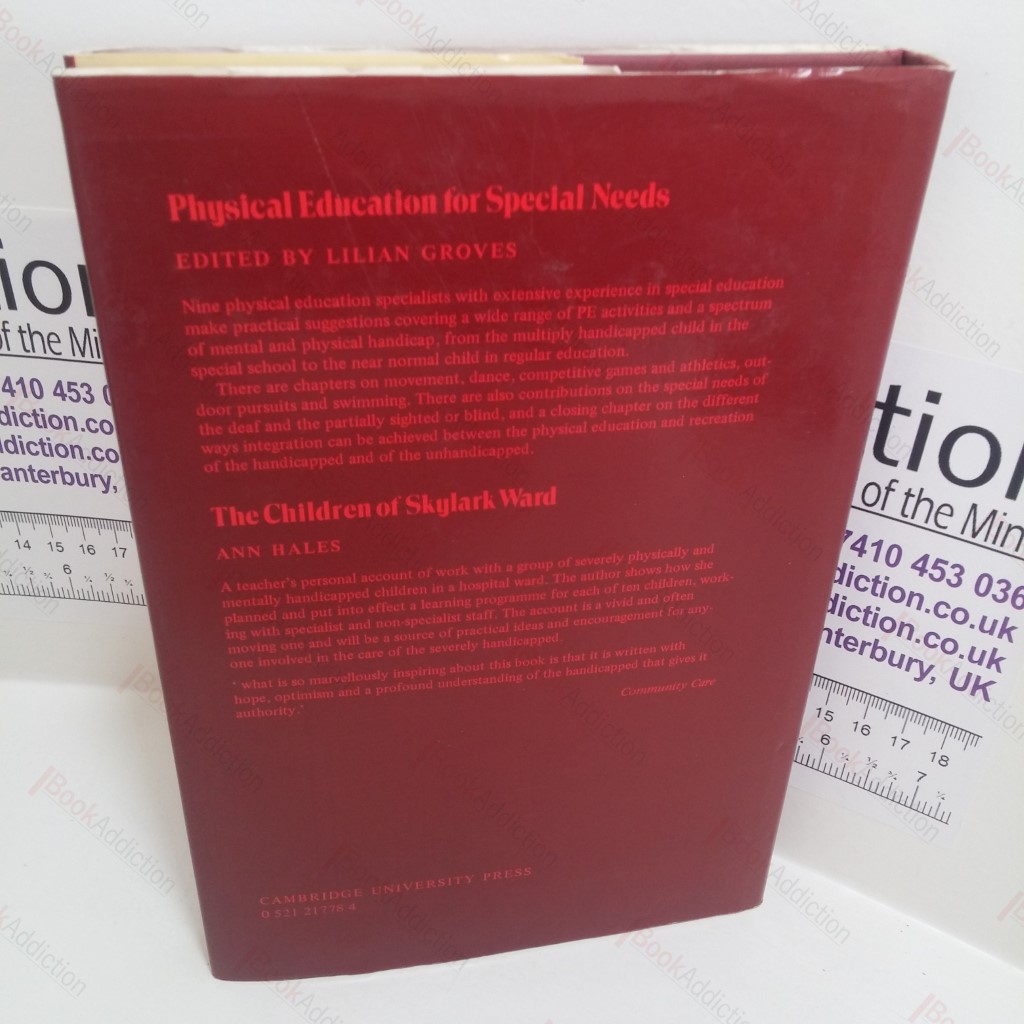 Physical Education for Special Needs
EDITED BY LILIAN GROVES
Nine physical education specialists with extensive experience in special education
make practical suggestions covering a wide range of PE activities and a spectrum
of mental and physical handicap, from the multiply handicapped child in the
special school to the near normal child in regular education.
There are chapters on movement, dance, competitive games and athletics, out-
door pursuits and swimming. There are also contributions on the special needs of
the deaf and the partially sighted or blind, and a closing chapter on the different
ways integration can be achieved between the physical education and recreation
of the handicapped and of the unhandicapped.
The Children of Skylark Ward
ANN HALES
A teacher's personal account of work with a group of severely physically and
mentally handicapped children in a hospital ward. The author shows how she
planned and put into effect a learning programme for each of ten children, work-
ing with specialist and non-specialist staff. The account is a vivid and often
moving one and will be a source of practical ideas and encouragement for any-
one involved in the care of the severely handicapped.
' what is so marvellously inspiring about this book is that it is written with
hope, optimism and a profound understanding of the handicapped that gives it
authority.'
Community Care
CAMBRIDGE UNIVERSITY PRESS
0 521 21778 4
ion
of the Mi
410 453 0
diction.co
ddiction.co
anterbury,
14 15 16 17
6
tion
of the Min
7410 453 036
diction.co.uk
diction.co.uk
nterbury, UK
15 16 17 18
6 7
BookAddiction